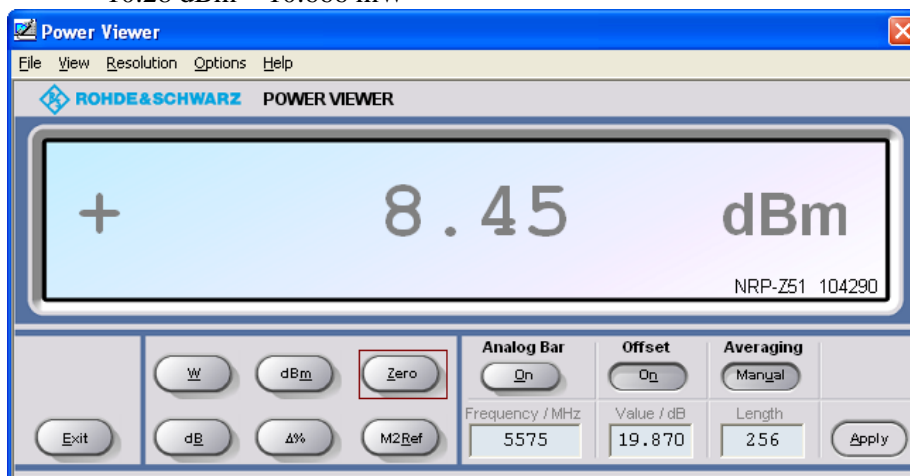 Power Viewer
File View Resolution Options Help
ROHDE&SCHWARZ POWER VIEWER
+ 8.45 dBm
NRP-Z51 104290
Analog Bar Offset Averaging
W dBm Zero On On Manual
Frequency / MHz Value / dB Length
Exit dB Δ% M2Ref 5575 19.870 256 Apply